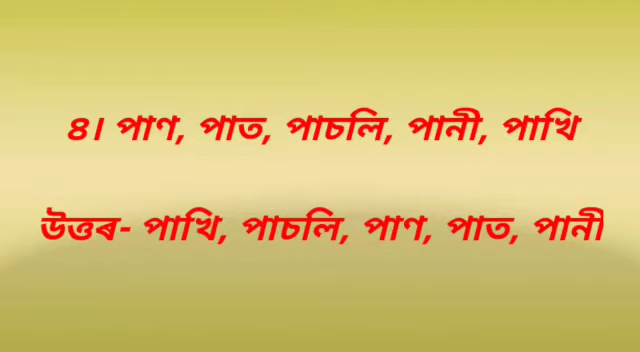 ৪। পাণ, পাত, পাচলি, পানী, পাখি
উত্তৰ- পাখি, পাচলি, পাণ, পাত, পানী